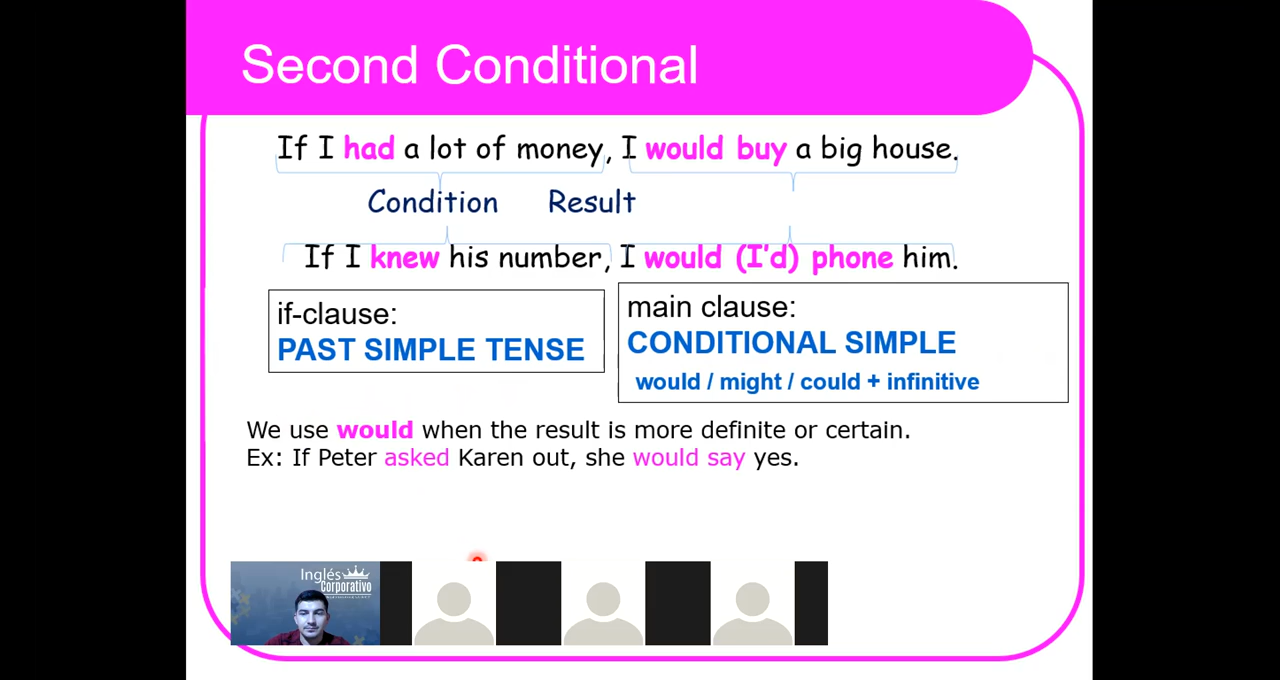 Second Conditional
If I had a lot of money, I would buy a big house.
Condition Result
If I knew his number, I would (I'd) phone him.
if-clause:
PAST SIMPLE TENSE
main clause:
CONDITIONAL SIMPLE
would / might / could + infinitive
We use would when the result is more definite or certain.
Ex: If Peter asked Karen out, she would say yes.
Inglés
Corporativo